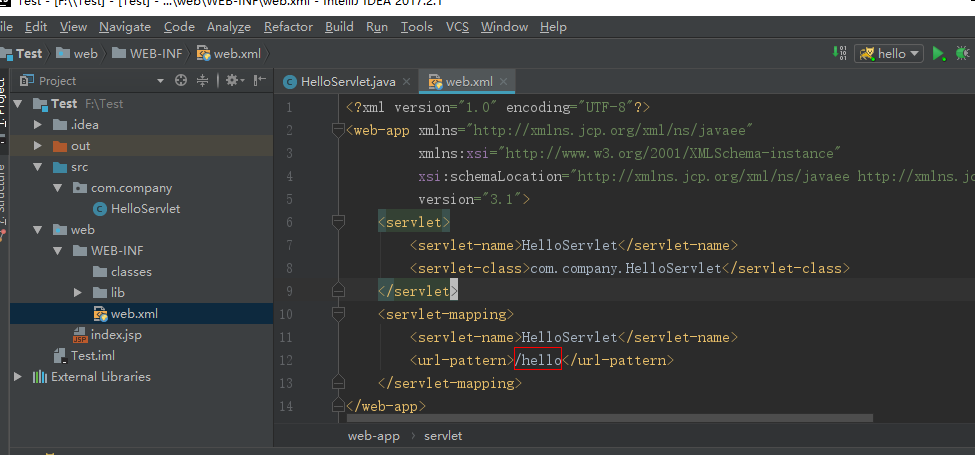 Test - [F:\\Test] - [Test] - ...\web\WEB-INF\web.xml - IntelliJ IDEA 2017.2.1
ile Edit View Navigate Code Analyze Refactor Build Run Tools VCS Window Help
Test web WEB-INF web.xml hello
Project
HelloServlet.java web.xml
Test F:\Test
.idea
out
src
com.company
HelloServlet
web
WEB-INF
classes
lib
web.xml
index.jsp
Test.iml
External Libraries
1: Project
7: Structure
1 <?xml version="1.0" encoding="UTF-8"?>
2 <web-app xmlns="http://xmlns.jcp.org/xml/ns/javaee"
3 xmlns:xsi="http://www.w3.org/2001/XMLSchema-instance"
4 xsi:schemaLocation="http://xmlns.jcp.org/xml/ns/javaee http://xmlns.jc
5 version="3.1">
6 <servlet>
7 <servlet-name>HelloServlet</servlet-name>
8 <servlet-class>com.company.HelloServlet</servlet-class>
9 </servlet>
10 <servlet-mapping>
11 <servlet-name>HelloServlet</servlet-name>
12 <url-pattern>/hello</url-pattern>
13 </servlet-mapping>
14 </web-app>
web-app servlet